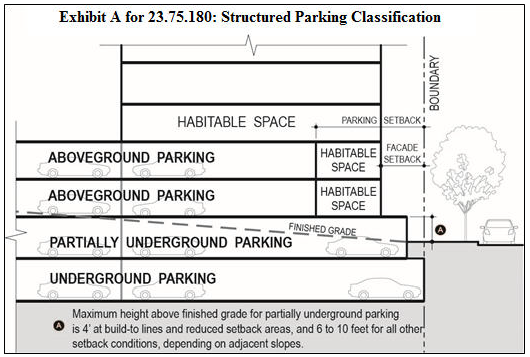 Exhibit A for 23.75.180: Structured Parking Classification
BOUNDARY
HABITABLE SPACE
PARKING SETBACK
ABOVEGROUND PARKING
HABITABLE
SPACE
FACADE
SETBACK
ABOVEGROUND PARKING
HABITABLE
SPACE
FINISHED GRADE
A
PARTIALLY UNDERGROUND PARKING
UNDERGROUND PARKING
A
Maximum height above finished grade for partially underground parking
is 4' at build-to lines and reduced setback areas, and 6 to 10 feet for all other
setback conditions, depending on adjacent slopes.